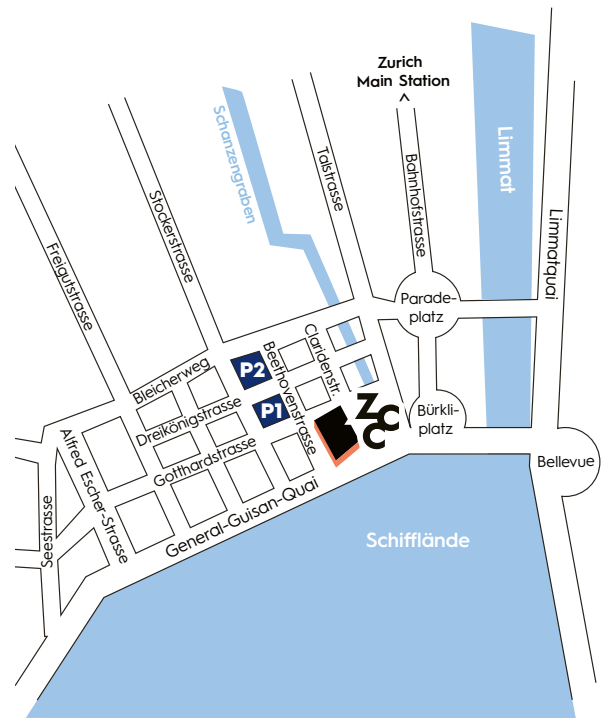 Zurich
Main Station
Limmat
Schanzengraben
Talstrasse
Bahnhofstrasse
Stockerstrasse
Limmatquai
Freigutstrasse
Parade-
platz
Claridenstr.
Beethovenstrasse
P2
Bleicherweg
P1
Dreikönigstrasse
Z
C
C
Bürkli-
platz
Gotthardstrasse
Alfred Escher-Strasse
Bellevue
General-Guisan-Quai
Seestrasse
Schifflände